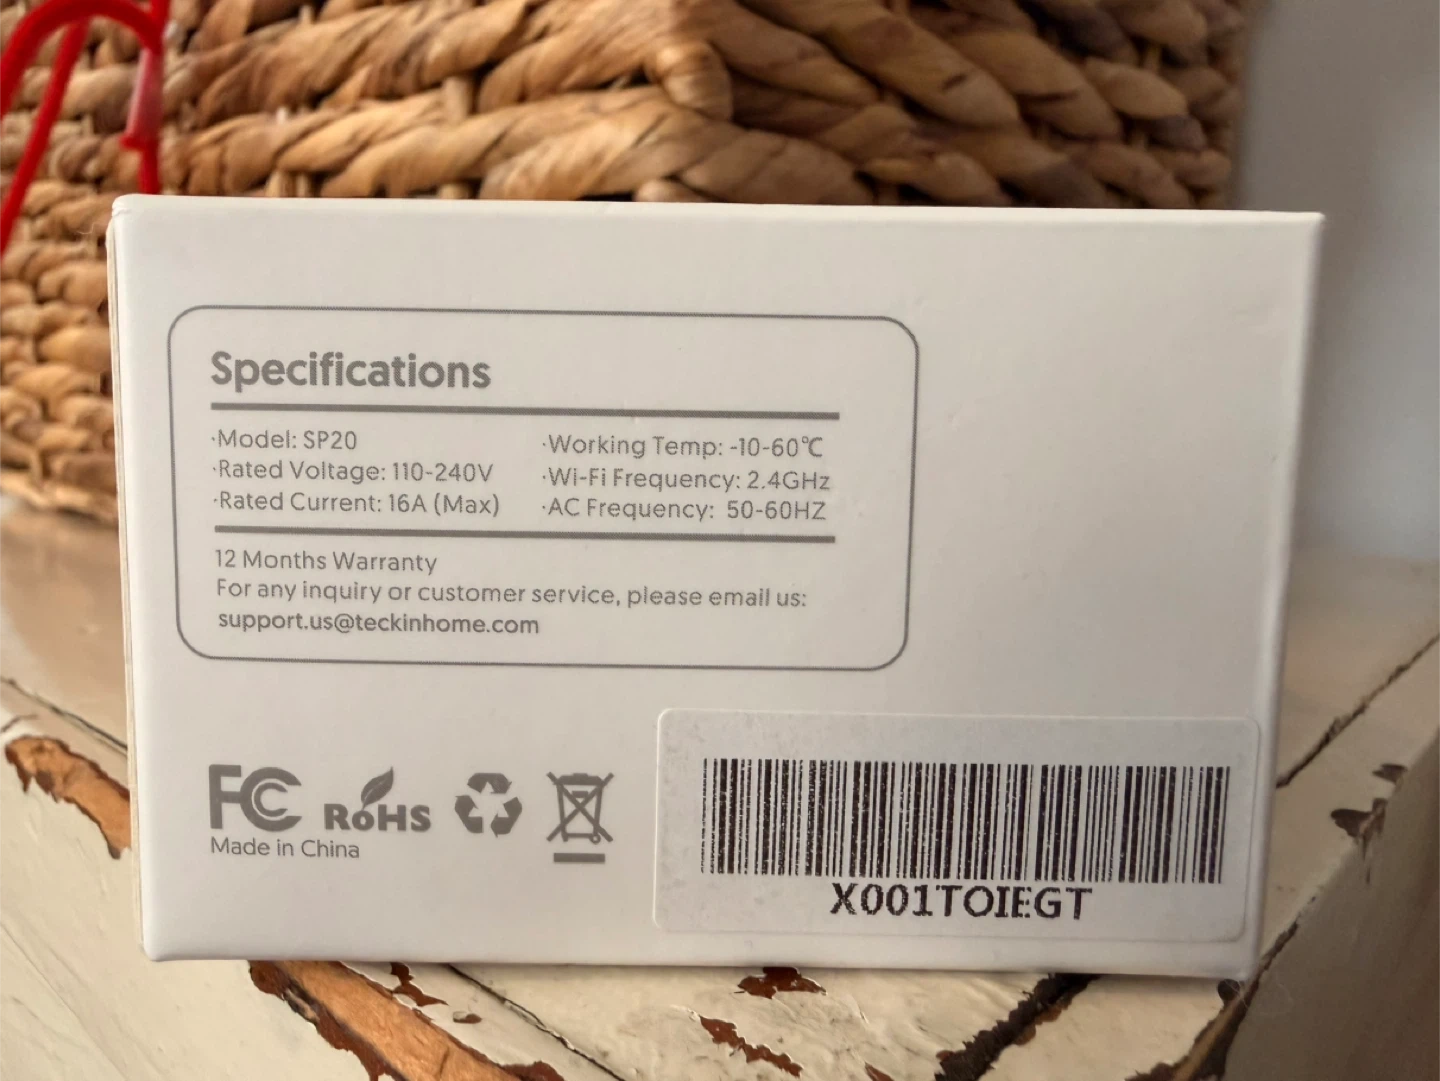 Specifications
·Model: SP20
·Rated Voltage: 110-240V
·Rated Current: 16A (Max)
·Working Temp: -10-60℃
·Wi-Fi Frequency: 2.4GHz
·AC Frequency: 50-60HZ
12 Months Warranty
For any inquiry or customer service, please email us:
support.us@teckinhome.com
FC
RoHS
Made in China
X001TOIEGT